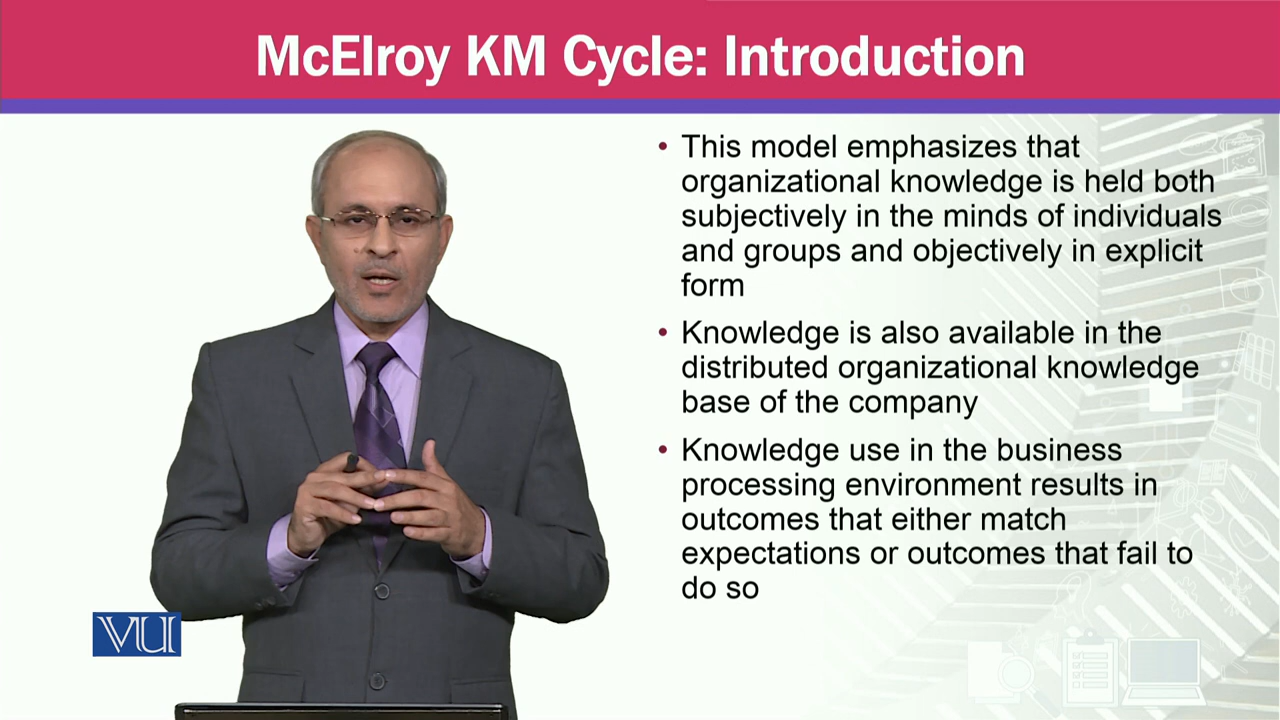 McElroy KM Cycle: Introduction
• This model emphasizes that
organizational knowledge is held both
subjectively in the minds of individuals
and groups and objectively in explicit
form
• Knowledge is also available in the
distributed organizational knowledge
base of the company
• Knowledge use in the business
processing environment results in
outcomes that either match
expectations or outcomes that fail to
do so
VU